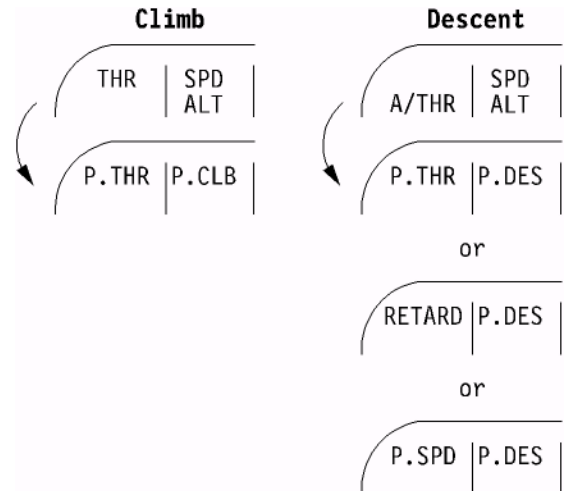 Climb
THR SPD
ALT
P.THR P.CLB
Descent
SPD
A/THR ALT
P.THR P.DES
or
RETARD P.DES
or
P.SPD P.DES